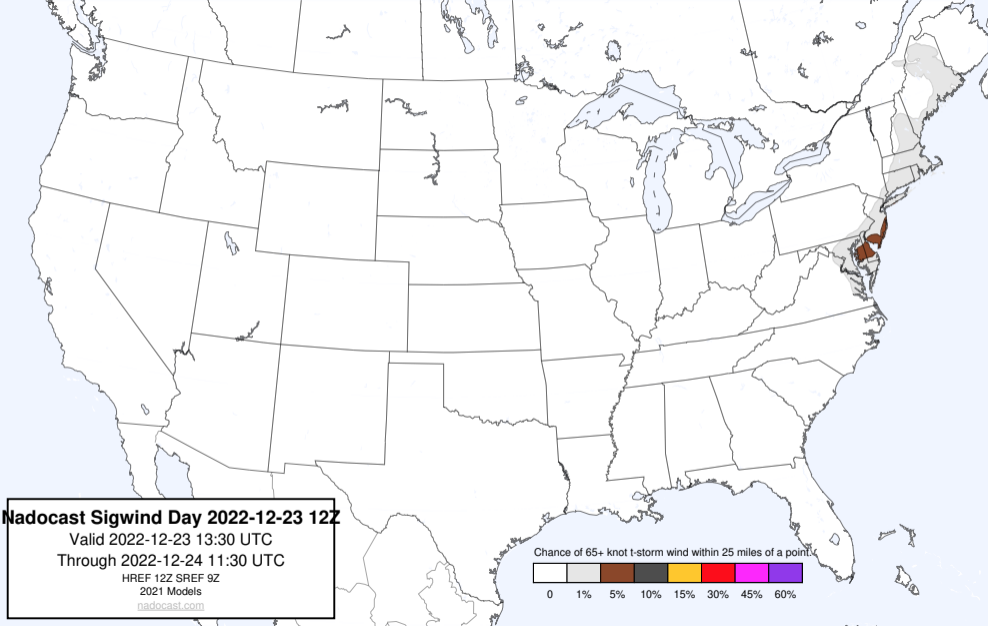 Nadocast Sigwind Day 2022-12-23 12Z
Valid 2022-12-23 13:30 UTC
Through 2022-12-24 11:30 UTC
HREF 12Z SREF 9Z
2021 Models
nadocast.com
Chance of 65+ knot t-storm wind within 25 miles of a point.
0 1% 5% 10% 15% 30% 45% 60%